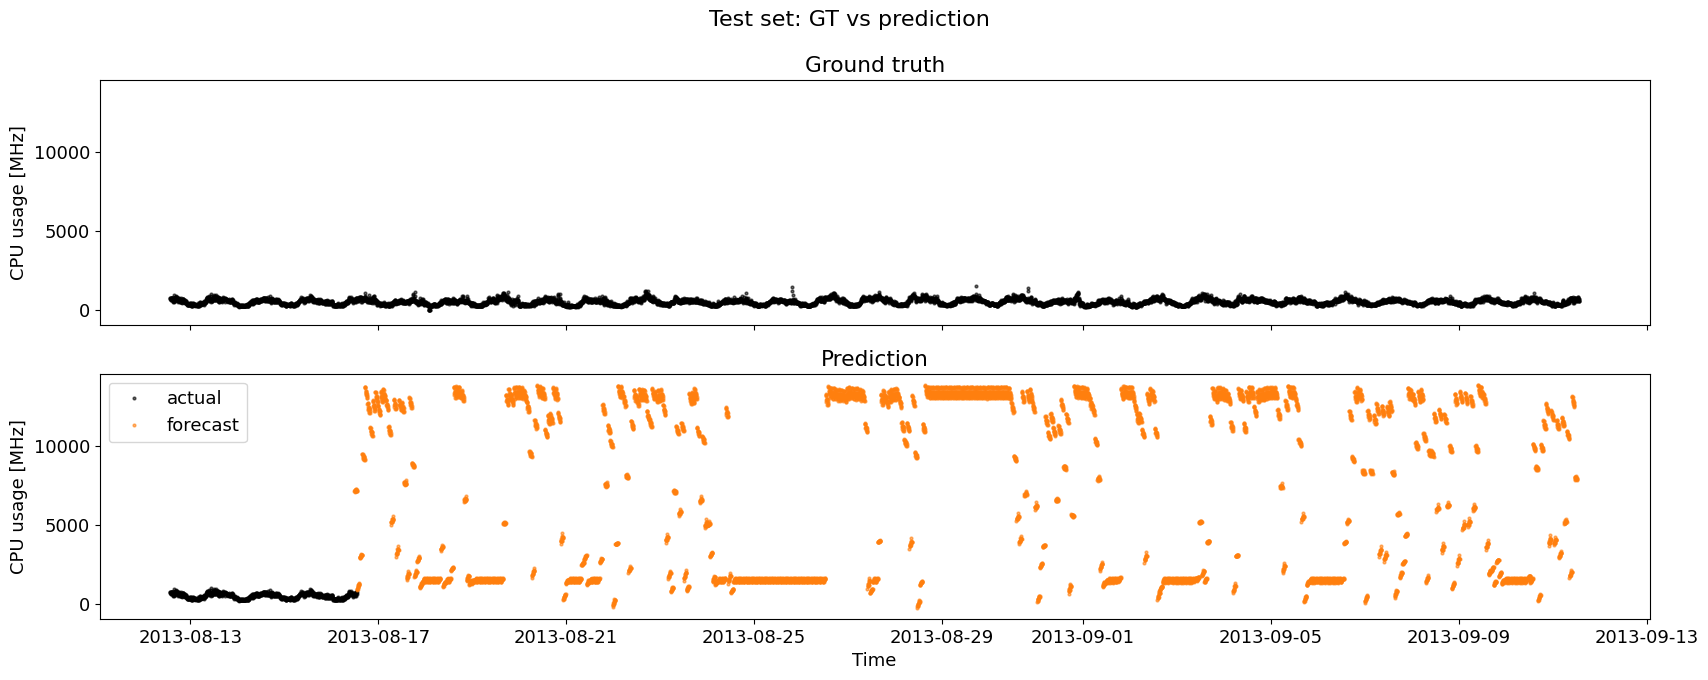 Test set: GT vs prediction
Ground truth
CPU usage [MHz]
10000
5000
0
Prediction
CPU usage [MHz]
10000
5000
0
actual
forecast
2013-08-13 2013-08-17 2013-08-21 2013-08-25 2013-08-29 2013-09-01 2013-09-05 2013-09-09 2013-09-13
Time